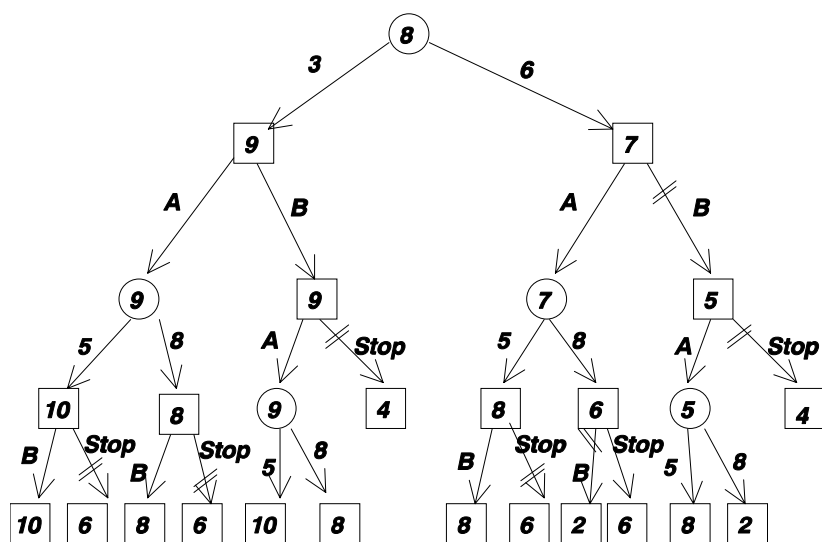 8
3 6
9 7
A B A B
9 9 7 5
5 8 A Stop 5 8 A Stop
10 8 9 4 8 6 5 4
B Stop B Stop 5 8 B Stop B Stop 5 8
10 6 8 6 10 8 8 6 2 6 8 2